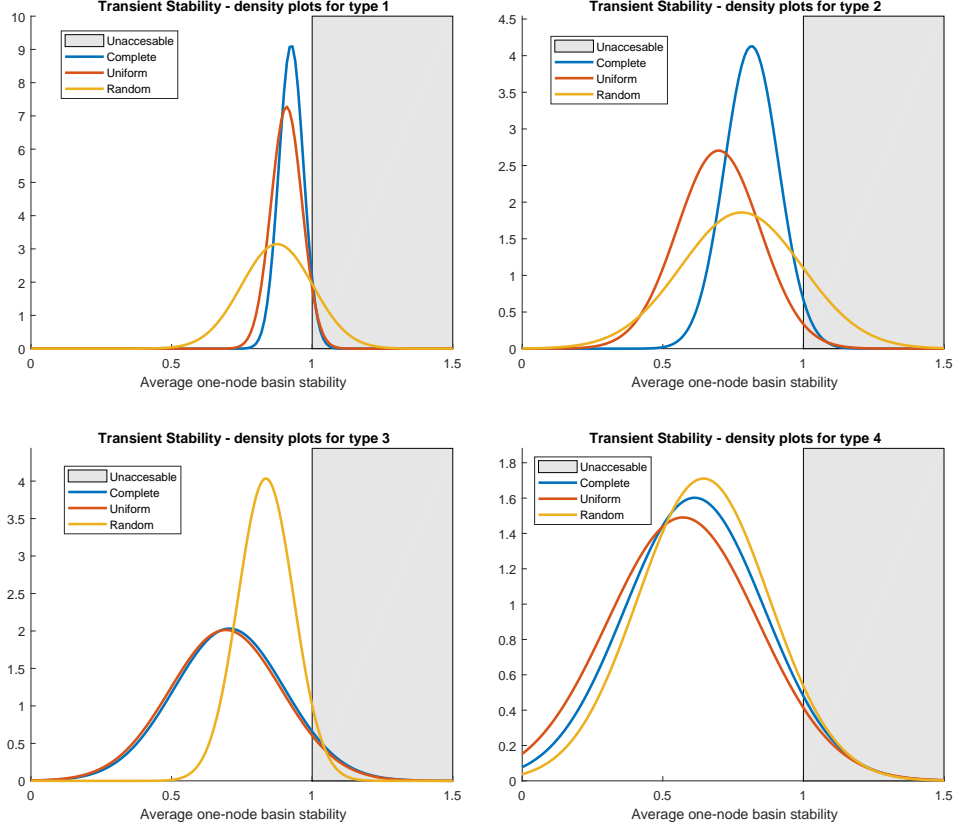 Transient Stability - density plots for type 1
10
9
8
7
6
5
4
3
2
1
0
Unaccesable
Complete
Uniform
Random
0
0.5
1
1.5
Average one-node basin stability
Transient Stability - density plots for type 2
4.5
4
3.5
3
2.5
2
1.5
1
0.5
0
Unaccesable
Complete
Uniform
Random
0
0.5
1
1.5
Average one-node basin stability
Transient Stability - density plots for type 3
4
3.5
3
2.5
2
1.5
1
0.5
0
Unaccesable
Complete
Uniform
Random
0
0.5
1
1.5
Average one-node basin stability
Transient Stability - density plots for type 4
1.8
1.6
1.4
1.2
1
0.8
0.6
0.4
0.2
0
Unaccesable
Complete
Uniform
Random
0
0.5
1
1.5
Average one-node basin stability